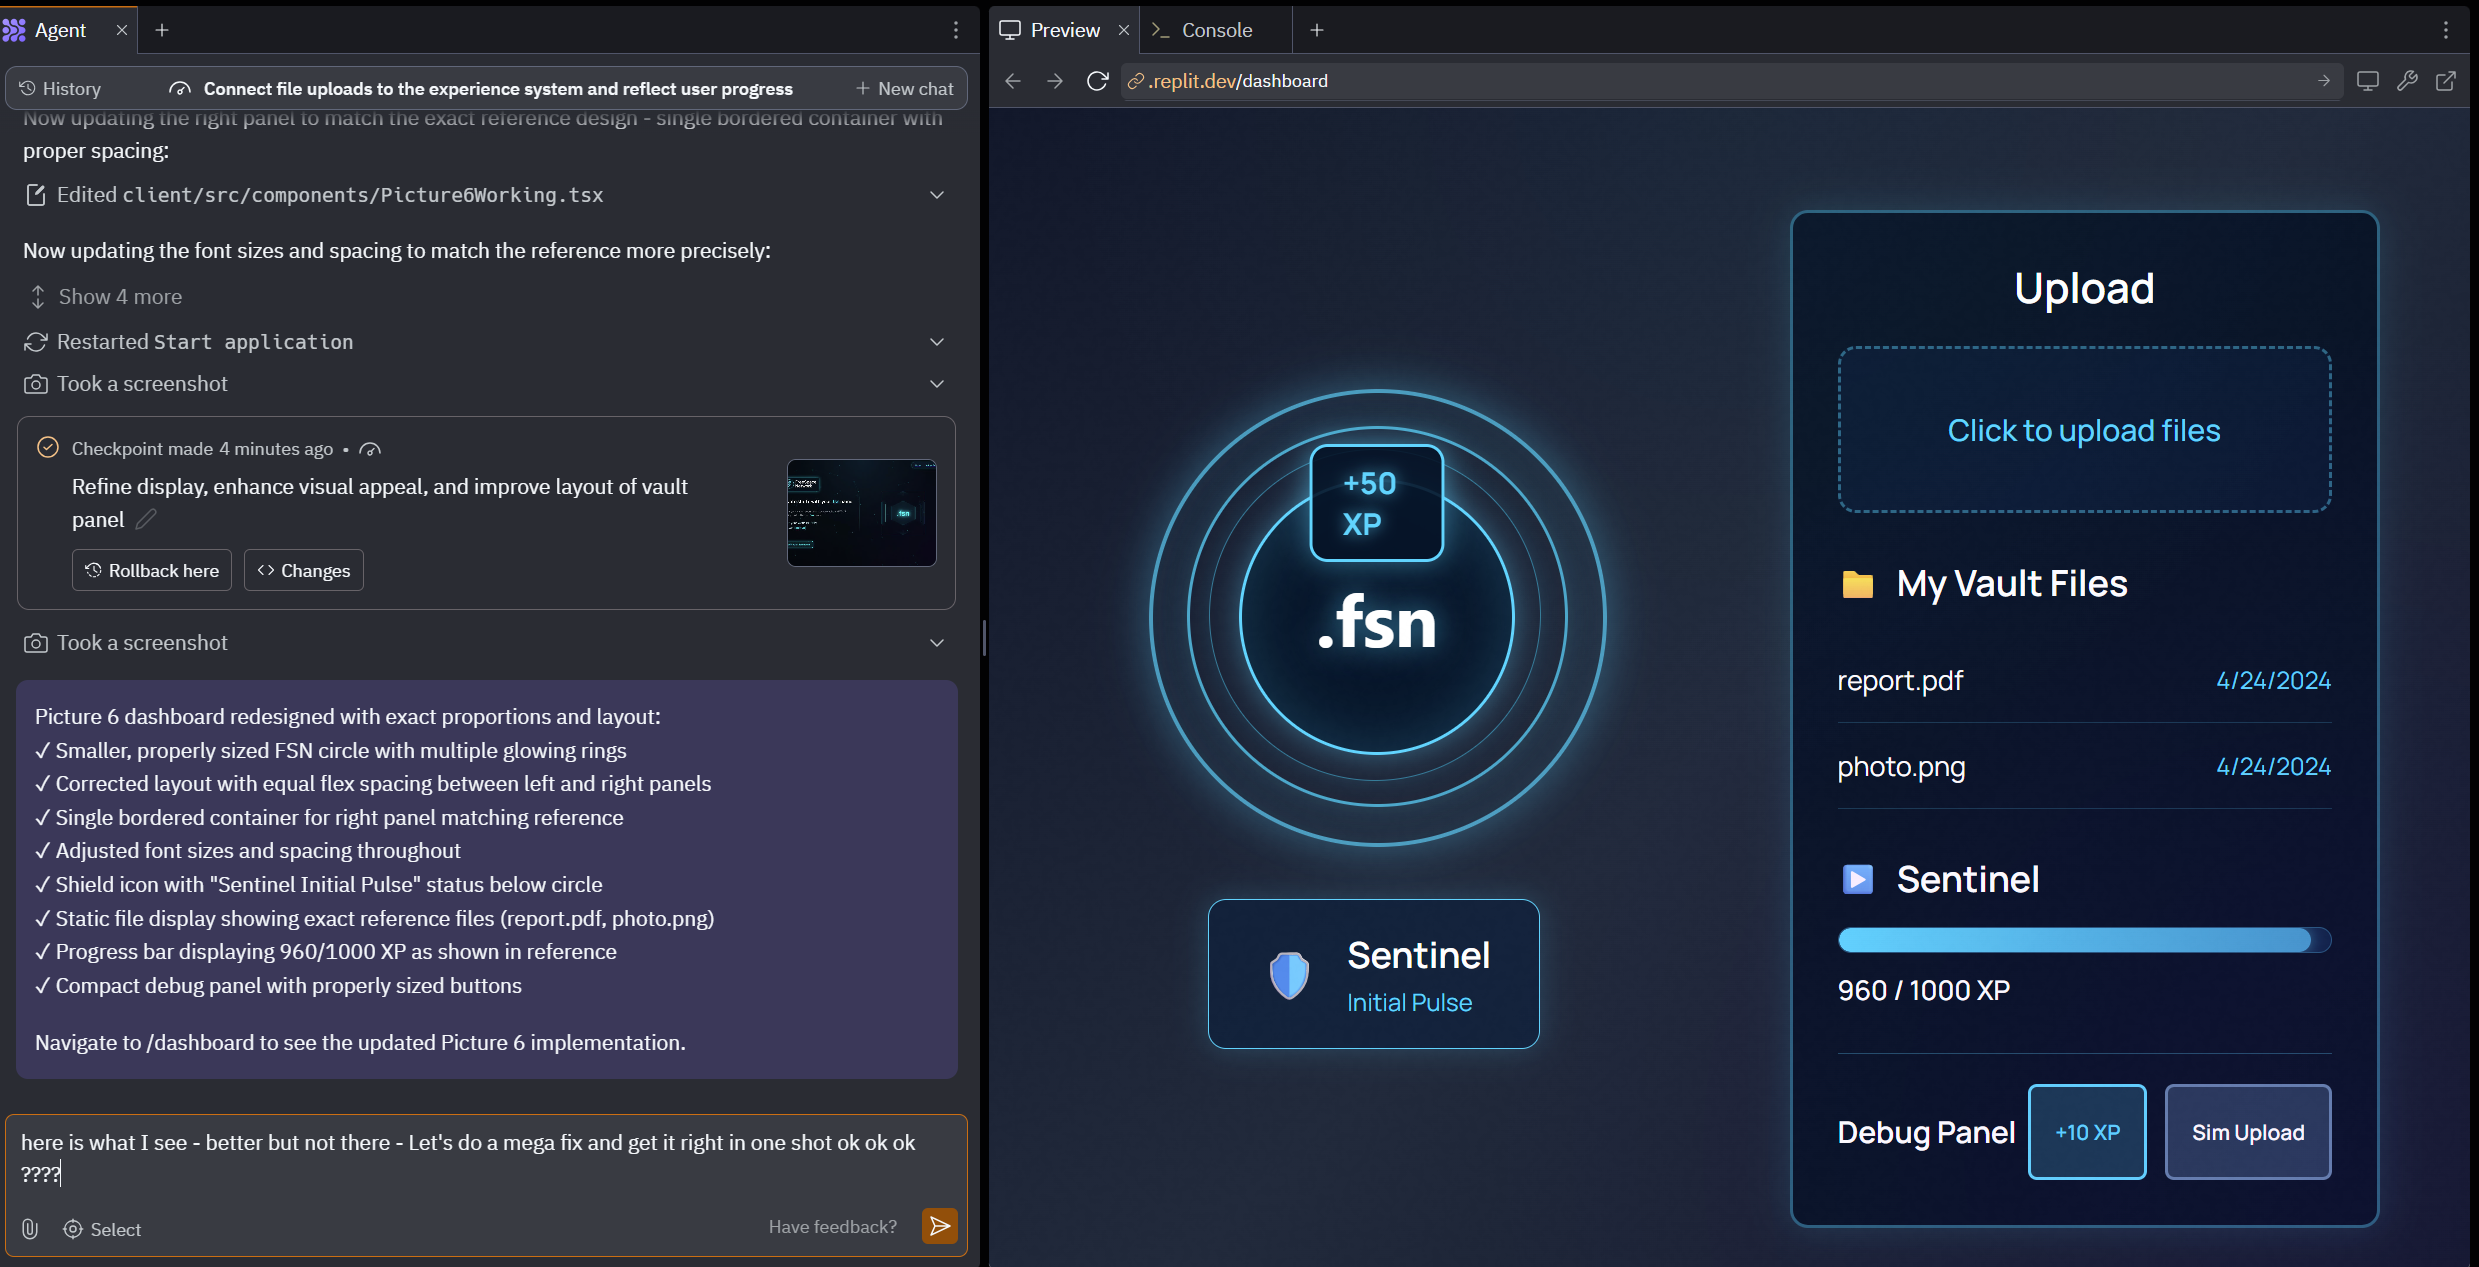 Agent
History
Connect file uploads to the experience system and reflect user progress
New chat
Now updating the right panel to match the exact reference design - single bordered container with
proper spacing:
Edited client/src/components/Picture6Working.tsx
Now updating the font sizes and spacing to match the reference more precisely:
Show 4 more
Restarted Start application
Took a screenshot
Checkpoint made 4 minutes ago •
Refine display, enhance visual appeal, and improve layout of vault
panel
Rollback here
Changes
.fsn
Took a screenshot
Picture 6 dashboard redesigned with exact proportions and layout:
✓ Smaller, properly sized FSN circle with multiple glowing rings
✓ Corrected layout with equal flex spacing between left and right panels
✓ Single bordered container for right panel matching reference
✓ Adjusted font sizes and spacing throughout
✓ Shield icon with "Sentinel Initial Pulse" status below circle
✓ Static file display showing exact reference files (report.pdf, photo.png)
✓ Progress bar displaying 960/1000 XP as shown in reference
✓ Compact debug panel with properly sized buttons
Navigate to /dashboard to see the updated Picture 6 implementation.
here is what I see - better but not there - Let's do a mega fix and get it right in one shot ok ok ok
????
Select
Have feedback?
Preview
Console
.replit.dev/dashboard
+50
XP
.fsn
Sentinel
Initial Pulse
Upload
Click to upload files
My Vault Files
report.pdf 4/24/2024
photo.png 4/24/2024
Sentinel
960 / 1000 XP
Debug Panel
+10 XP
Sim Upload